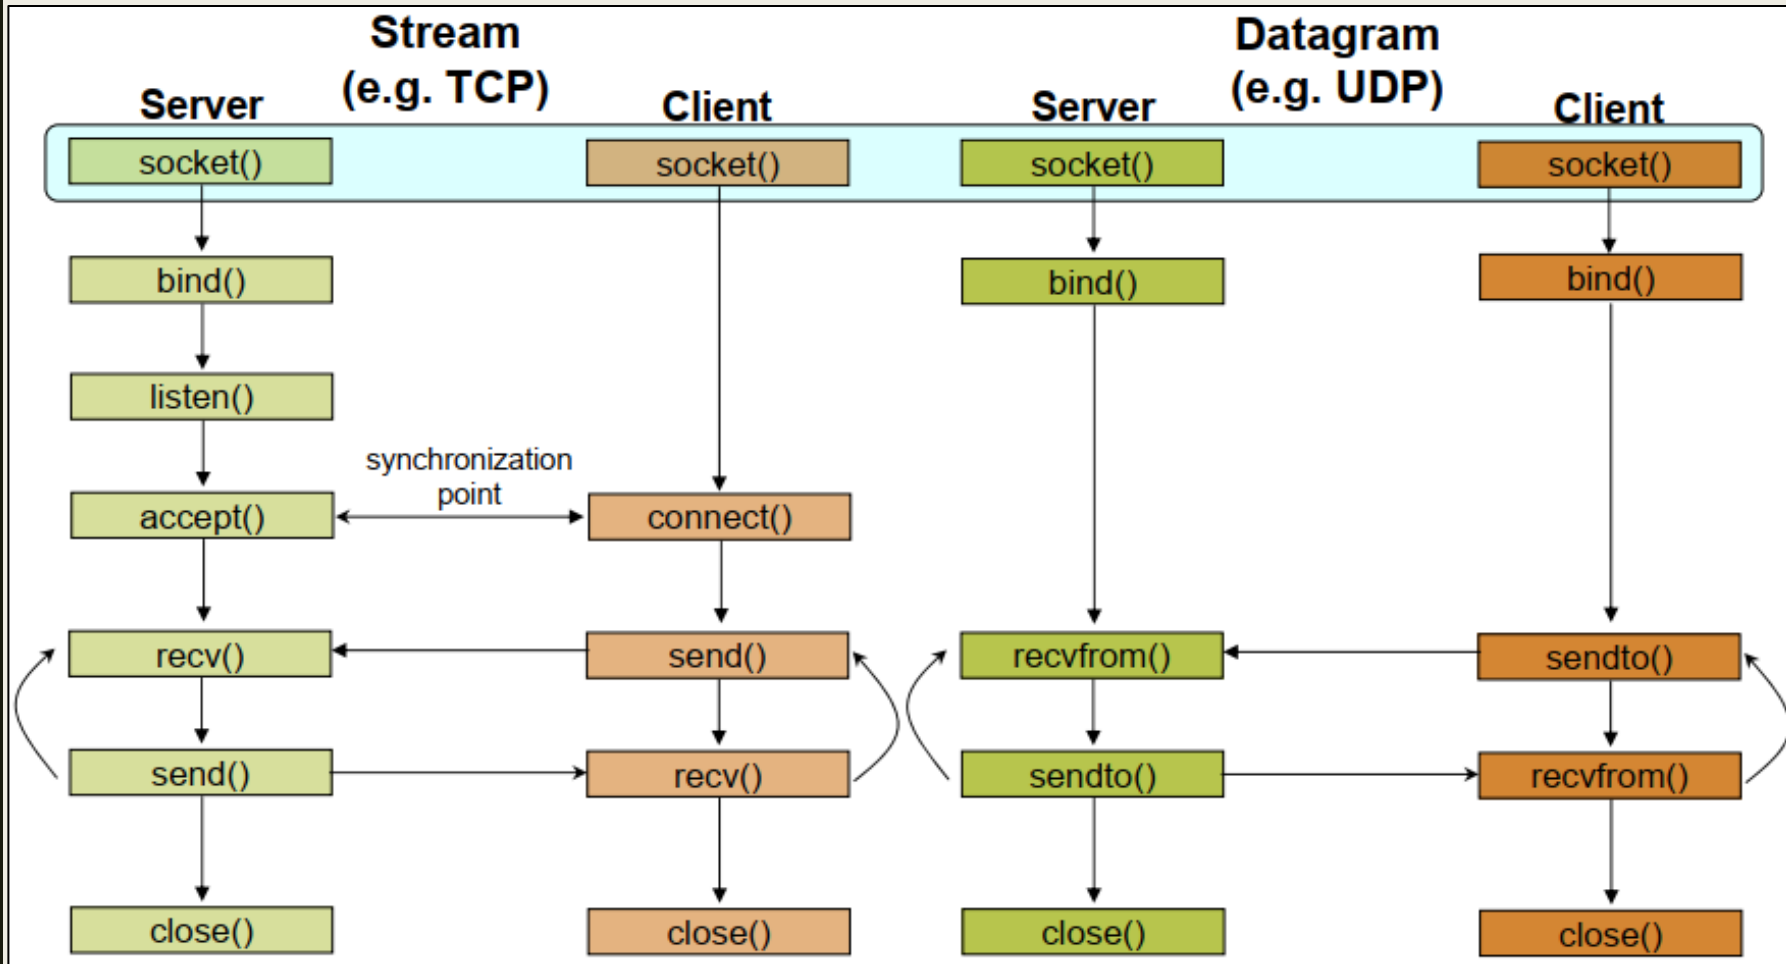 Stream
(e.g. TCP)
Datagram
(e.g. UDP)
Server
Client
Server
Client
socket()
socket()
socket()
socket()
bind()
bind()
bind()
listen()
synchronization
point
accept()
connect()
recv()
send()
recvfrom()
sendto()
send()
recv()
sendto()
recvfrom()
close()
close()
close()
close()